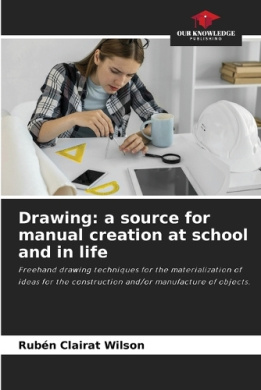 OUR KNOWLEDGE
PUBLISHING
Drawing: a source for
manual creation at school
and in life
Freehand drawing techniques for the materialization of
ideas for the construction and/or manufacture of objects.
Rubén Clairat Wilson